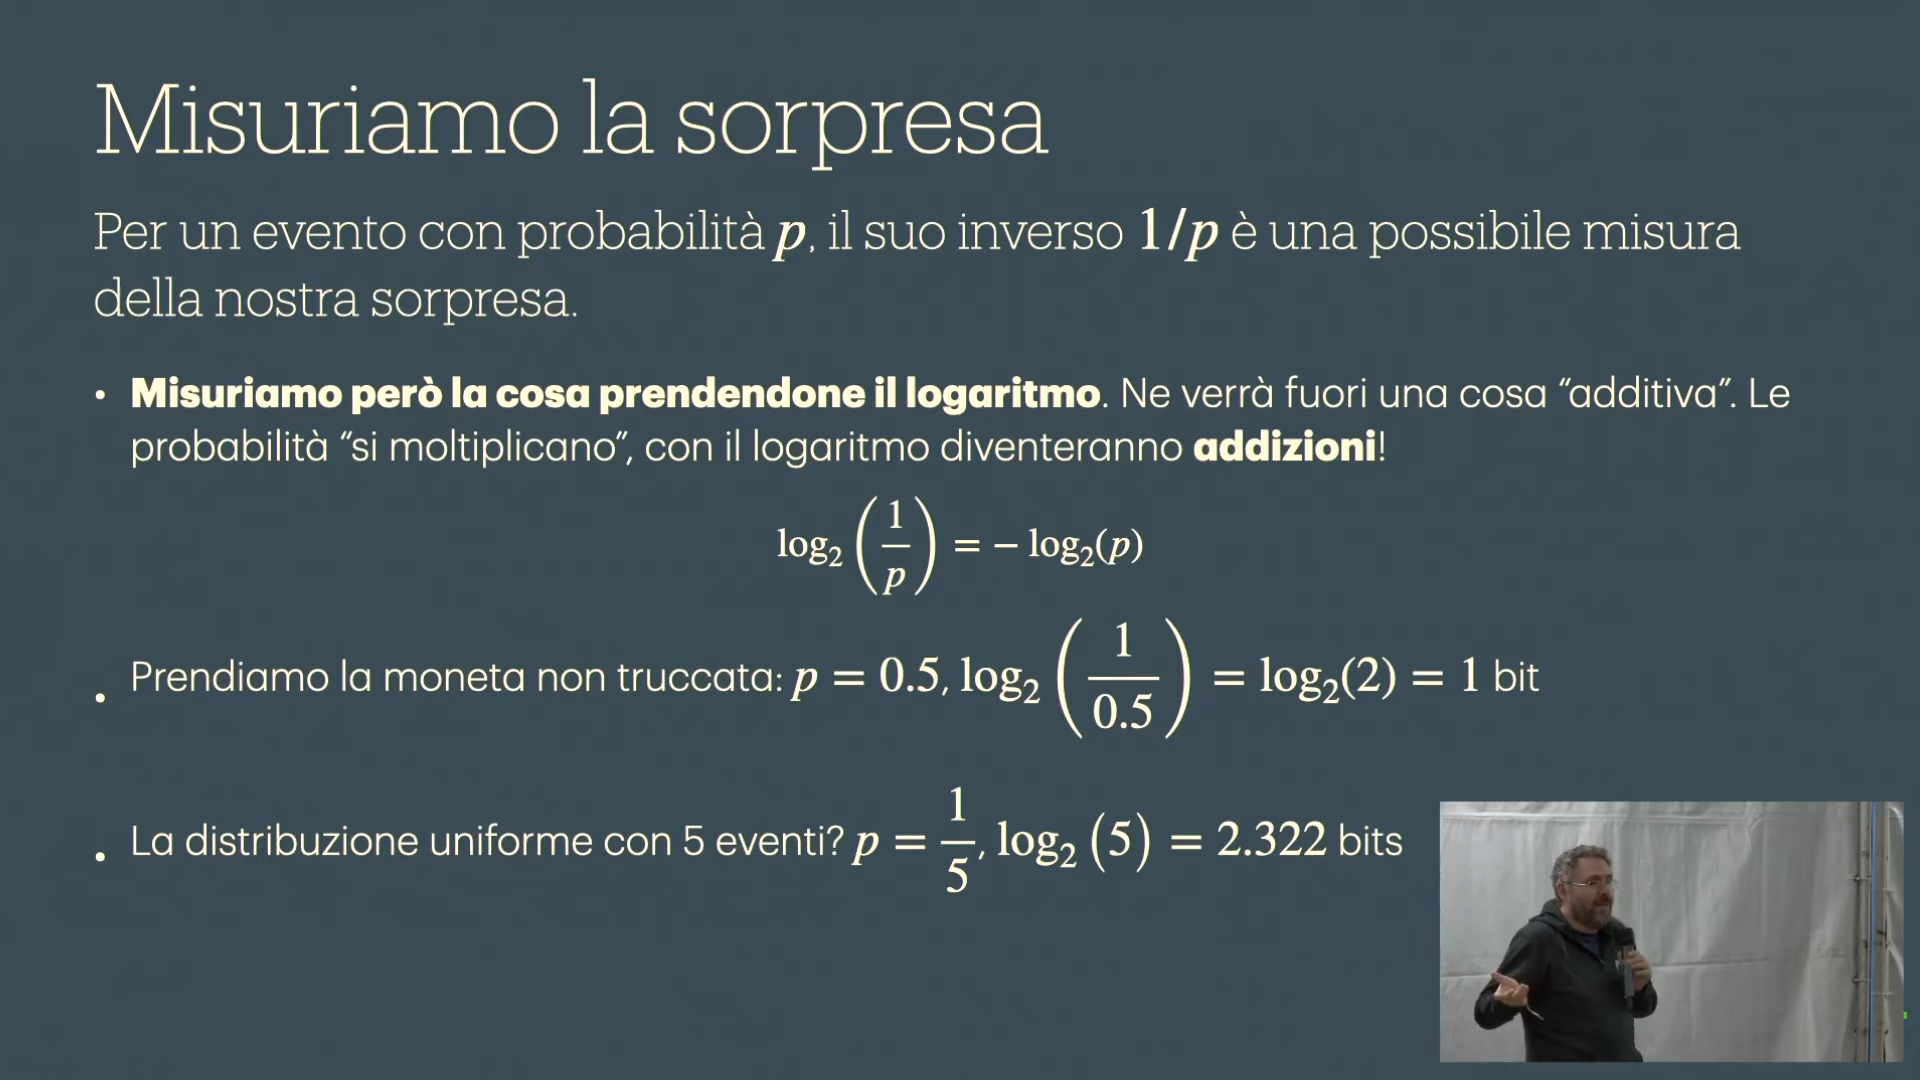 Misuriamo la sorpresa
Per un evento con probabilità p, il suo inverso 1/p è una possibile misura
della nostra sorpresa.
• Misuriamo però la cosa prendendone il logaritmo. Ne verrà fuori una cosa “additiva”. Le
probabilità “si moltiplicano”, con il logaritmo diventeranno addizioni!
log₂(1/p) = − log₂(p)
• Prendiamo la moneta non truccata: p = 0.5, log₂(1/0.5) = log₂(2) = 1 bit
• La distribuzione uniforme con 5 eventi? p = 1/5, log₂(5) = 2.322 bits